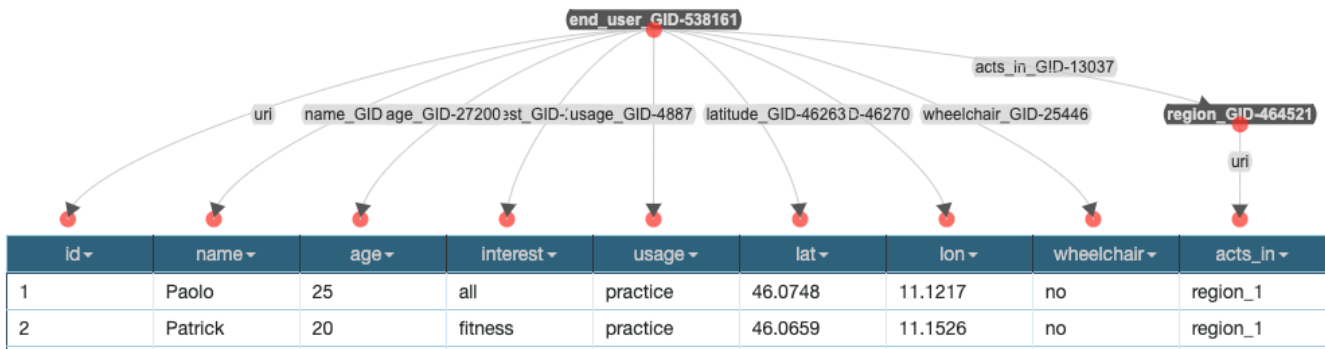 end_user_GID-538161
acts_in_GID-13037
uri name_GID age_GID-27200 est_GID- usage_GID-4887 latitude_GID-46263 D-46270 wheelchair_GID-25446 region_GID-464521
uri
id name age interest usage lat lon wheelchair acts_in
1 Paolo 25 all practice 46.0748 11.1217 no region_1
2 Patrick 20 fitness practice 46.0659 11.1526 no region_1